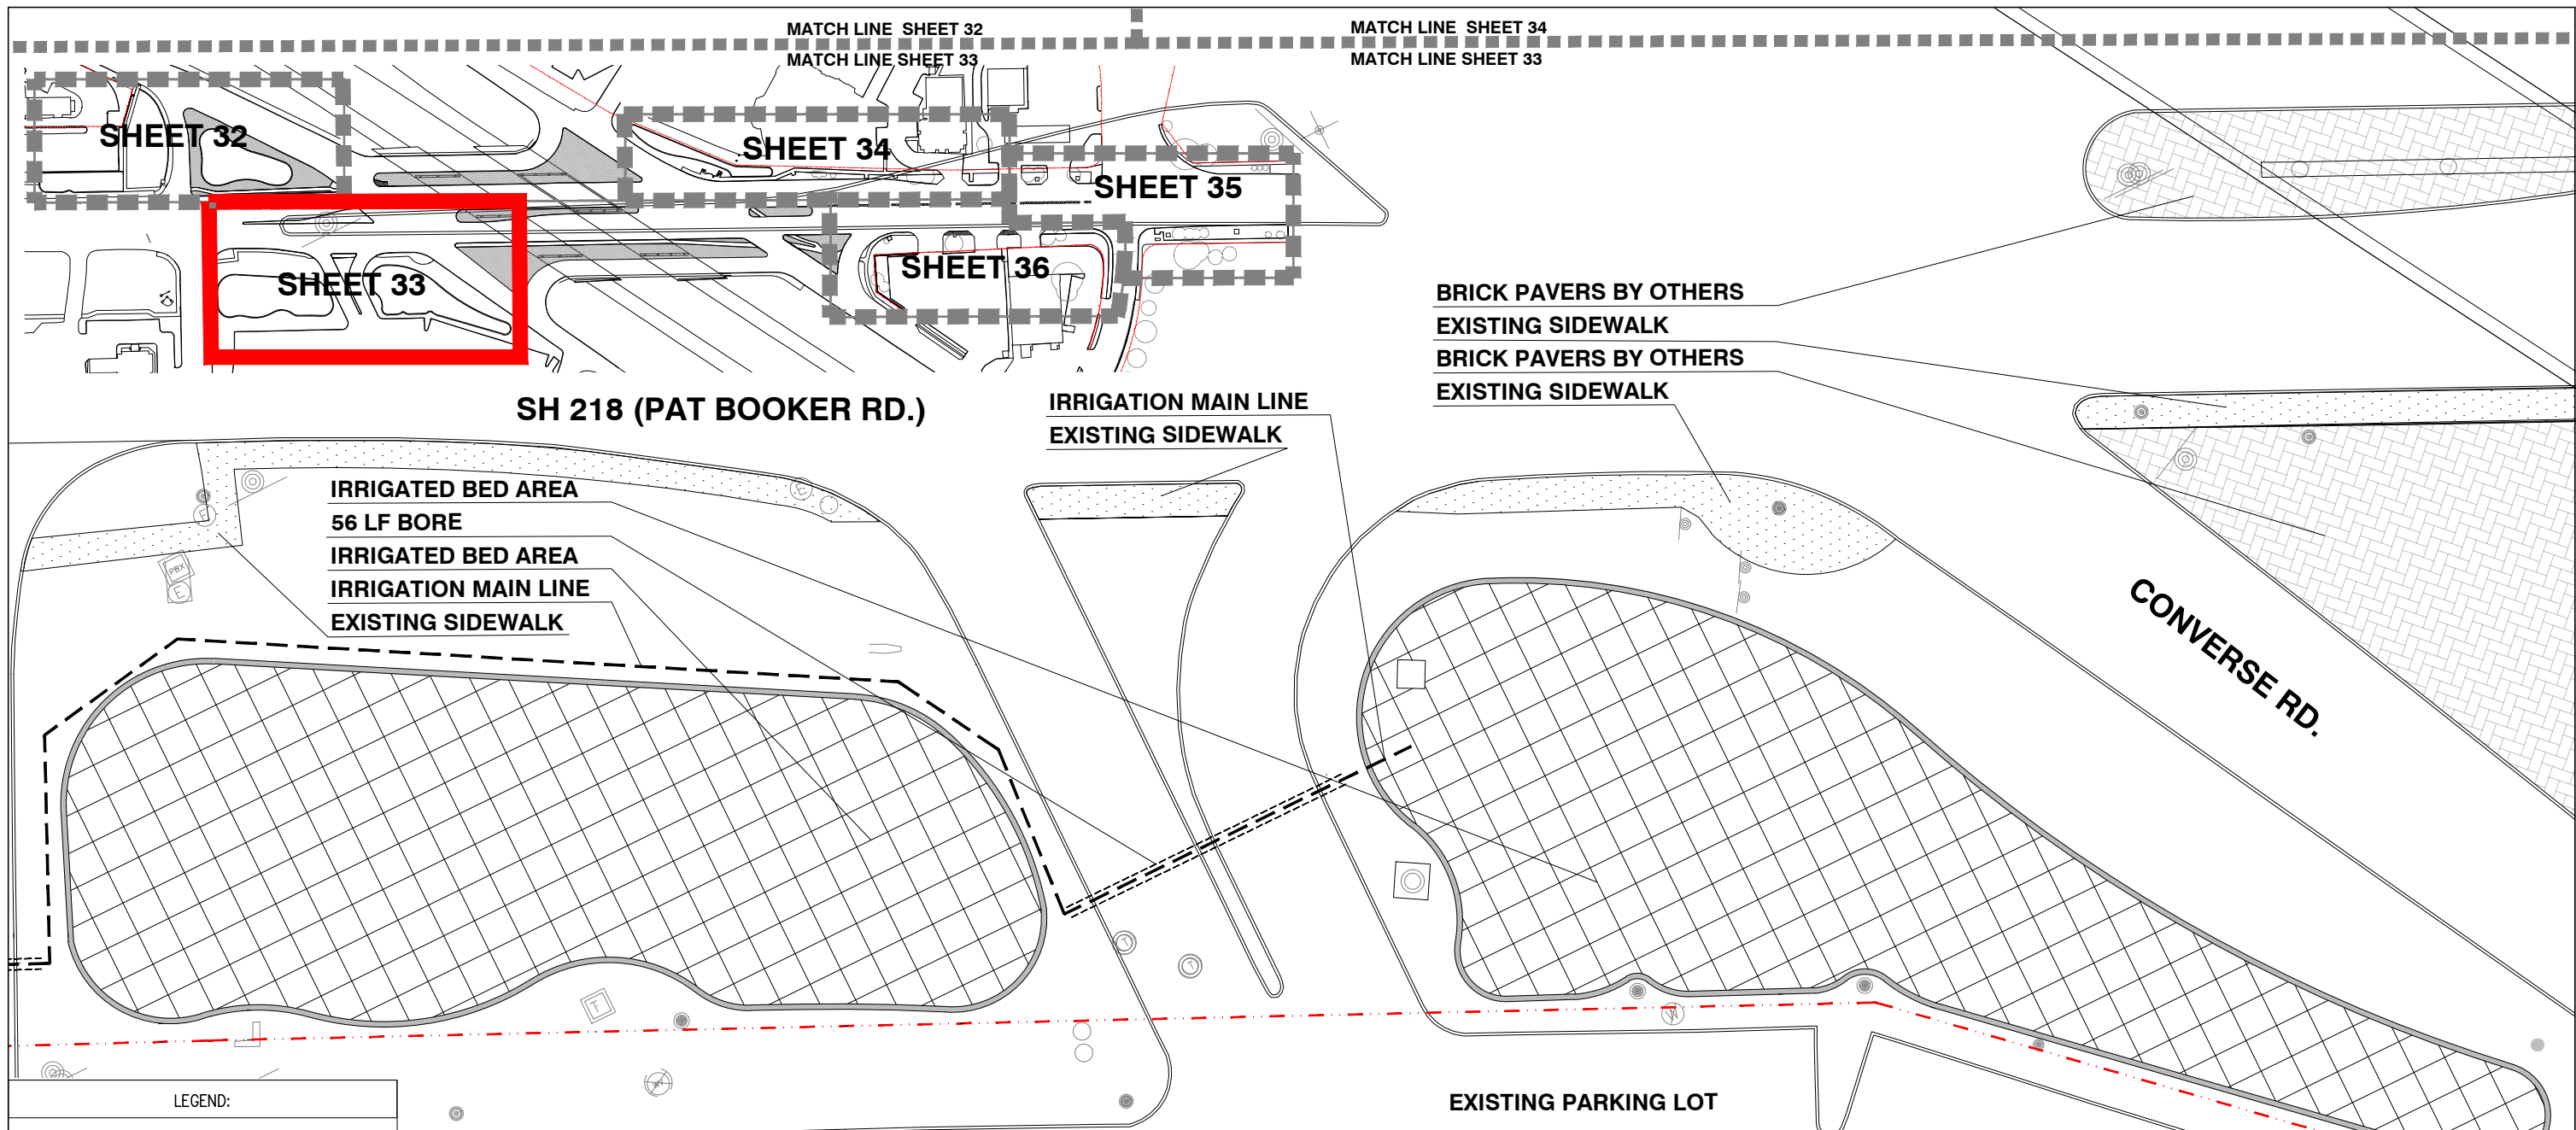 MATCH LINE SHEET 32
MATCH LINE SHEET 33
MATCH LINE SHEET 34
MATCH LINE SHEET 33
SHEET 32
SHEET 34
SHEET 35
SHEET 33
SHEET 36
BRICK PAVERS BY OTHERS
EXISTING SIDEWALK
BRICK PAVERS BY OTHERS
EXISTING SIDEWALK
SH 218 (PAT BOOKER RD.)
IRRIGATION MAIN LINE
EXISTING SIDEWALK
IRRIGATED BED AREA
56 LF BORE
IRRIGATED BED AREA
IRRIGATION MAIN LINE
EXISTING SIDEWALK
E
E
PBX
E
CONVERSE RD.
T
T
T
W
EXISTING PARKING LOT
LEGEND: